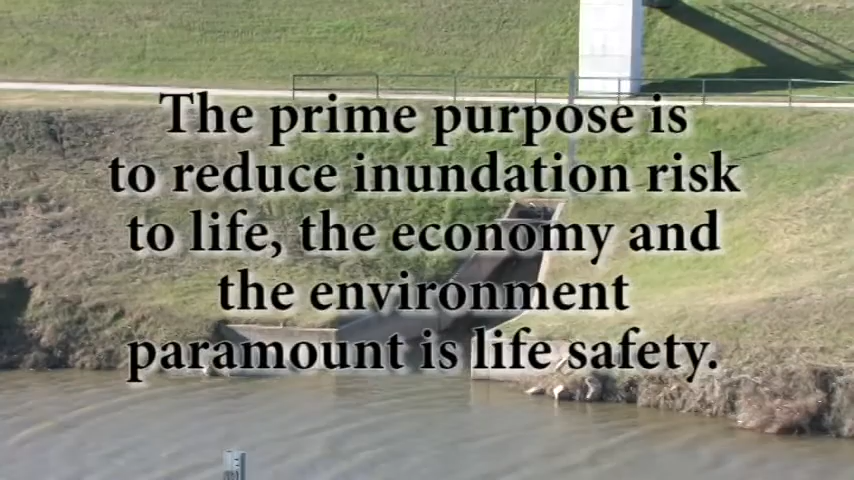 The prime purpose is
to reduce inundation risk
to life, the economy and
the environment
paramount is life safety.